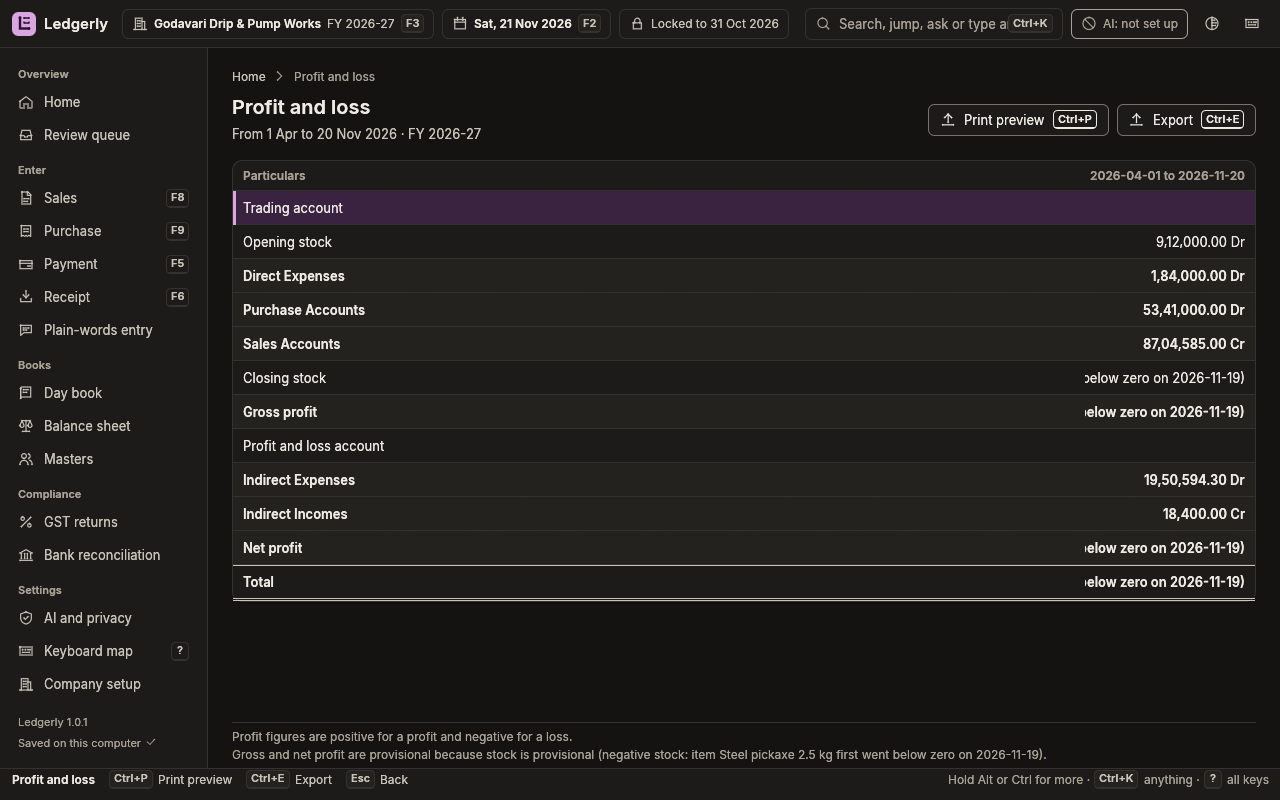 Ledgerly
Godavari Drip & Pump Works FY 2026-27 F3
Sat, 21 Nov 2026 F2
Locked to 31 Oct 2026
Search, jump, ask or type a Ctrl+K
AI: not set up
Overview
Home
Review queue
Enter
Sales F8
Purchase F9
Payment F5
Receipt F6
Plain-words entry
Books
Day book
Balance sheet
Masters
Compliance
GST returns
Bank reconciliation
Settings
AI and privacy
Keyboard map ?
Company setup
Ledgerly 1.0.1
Saved on this computer
Home Profit and loss
Profit and loss
From 1 Apr to 20 Nov 2026 · FY 2026-27
Print preview Ctrl+P
Export Ctrl+E
Particulars 2026-04-01 to 2026-11-20
Trading account
Opening stock 9,12,000.00 Dr
Direct Expenses 1,84,000.00 Dr
Purchase Accounts 53,41,000.00 Dr
Sales Accounts 87,04,585.00 Cr
Closing stock below zero on 2026-11-19)
Gross profit below zero on 2026-11-19)
Profit and loss account
Indirect Expenses 19,50,594.30 Dr
Indirect Incomes 18,400.00 Cr
Net profit below zero on 2026-11-19)
Total below zero on 2026-11-19)
Profit figures are positive for a profit and negative for a loss.
Gross and net profit are provisional because stock is provisional (negative stock: item Steel pickaxe 2.5 kg first went below zero on 2026-11-19).
Profit and loss Ctrl+P Print preview Ctrl+E Export Esc Back
Hold Alt or Ctrl for more · Ctrl+K anything · ? all keys